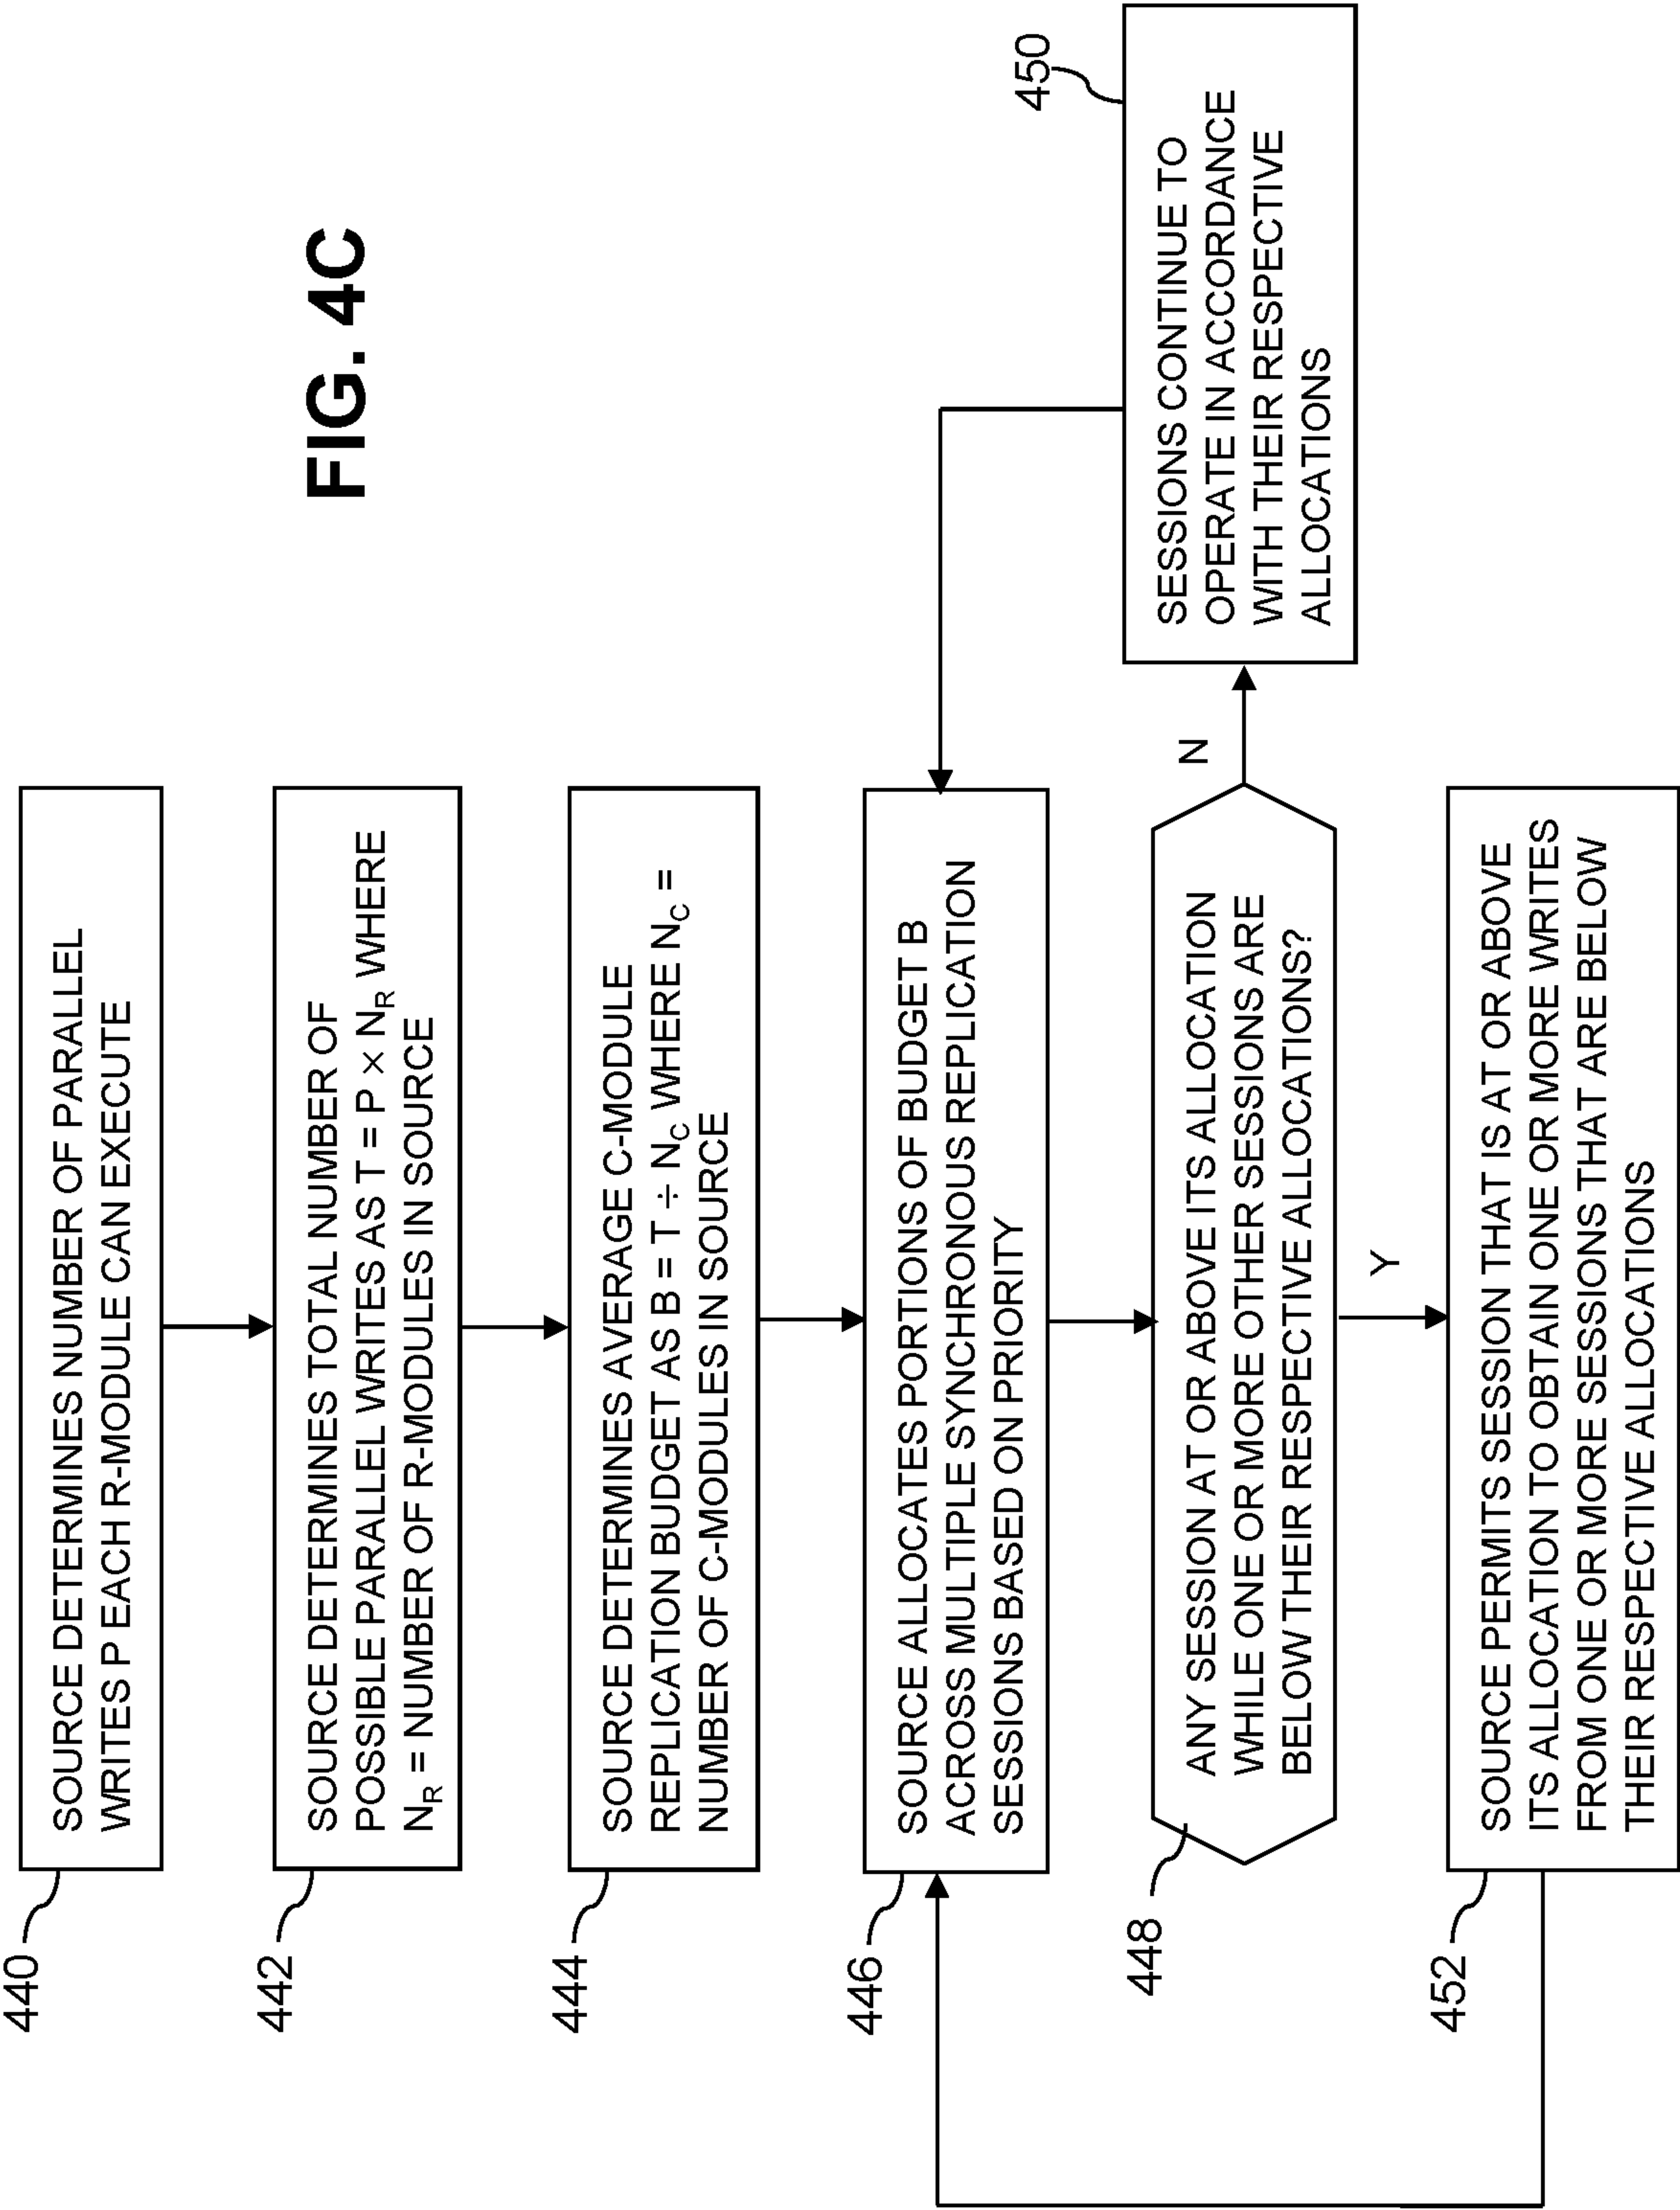 FIG. 4C
440
SOURCE DETERMINES NUMBER OF PARALLEL
WRITES P EACH R-MODULE CAN EXECUTE
442
SOURCE DETERMINES TOTAL NUMBER OF
POSSIBLE PARALLEL WRITES AS T = P × N_R WHERE
N_R = NUMBER OF R-MODULES IN SOURCE
444
SOURCE DETERMINES AVERAGE C-MODULE
REPLICATION BUDGET AS B = T ÷ N_C WHERE N_C =
NUMBER OF C-MODULES IN SOURCE
446
SOURCE ALLOCATES PORTIONS OF BUDGET B
ACROSS MULTIPLE SYNCHRONOUS REPLICATION
SESSIONS BASED ON PRIORITY
448
ANY SESSION AT OR ABOVE ITS ALLOCATION
WHILE ONE OR MORE OTHER SESSIONS ARE
BELOW THEIR RESPECTIVE ALLOCATIONS?
N
450
SESSIONS CONTINUE TO
OPERATE IN ACCORDANCE
WITH THEIR RESPECTIVE
ALLOCATIONS
Y
452
SOURCE PERMITS SESSION THAT IS AT OR ABOVE
ITS ALLOCATION TO OBTAIN ONE OR MORE WRITES
FROM ONE OR MORE SESSIONS THAT ARE BELOW
THEIR RESPECTIVE ALLOCATIONS